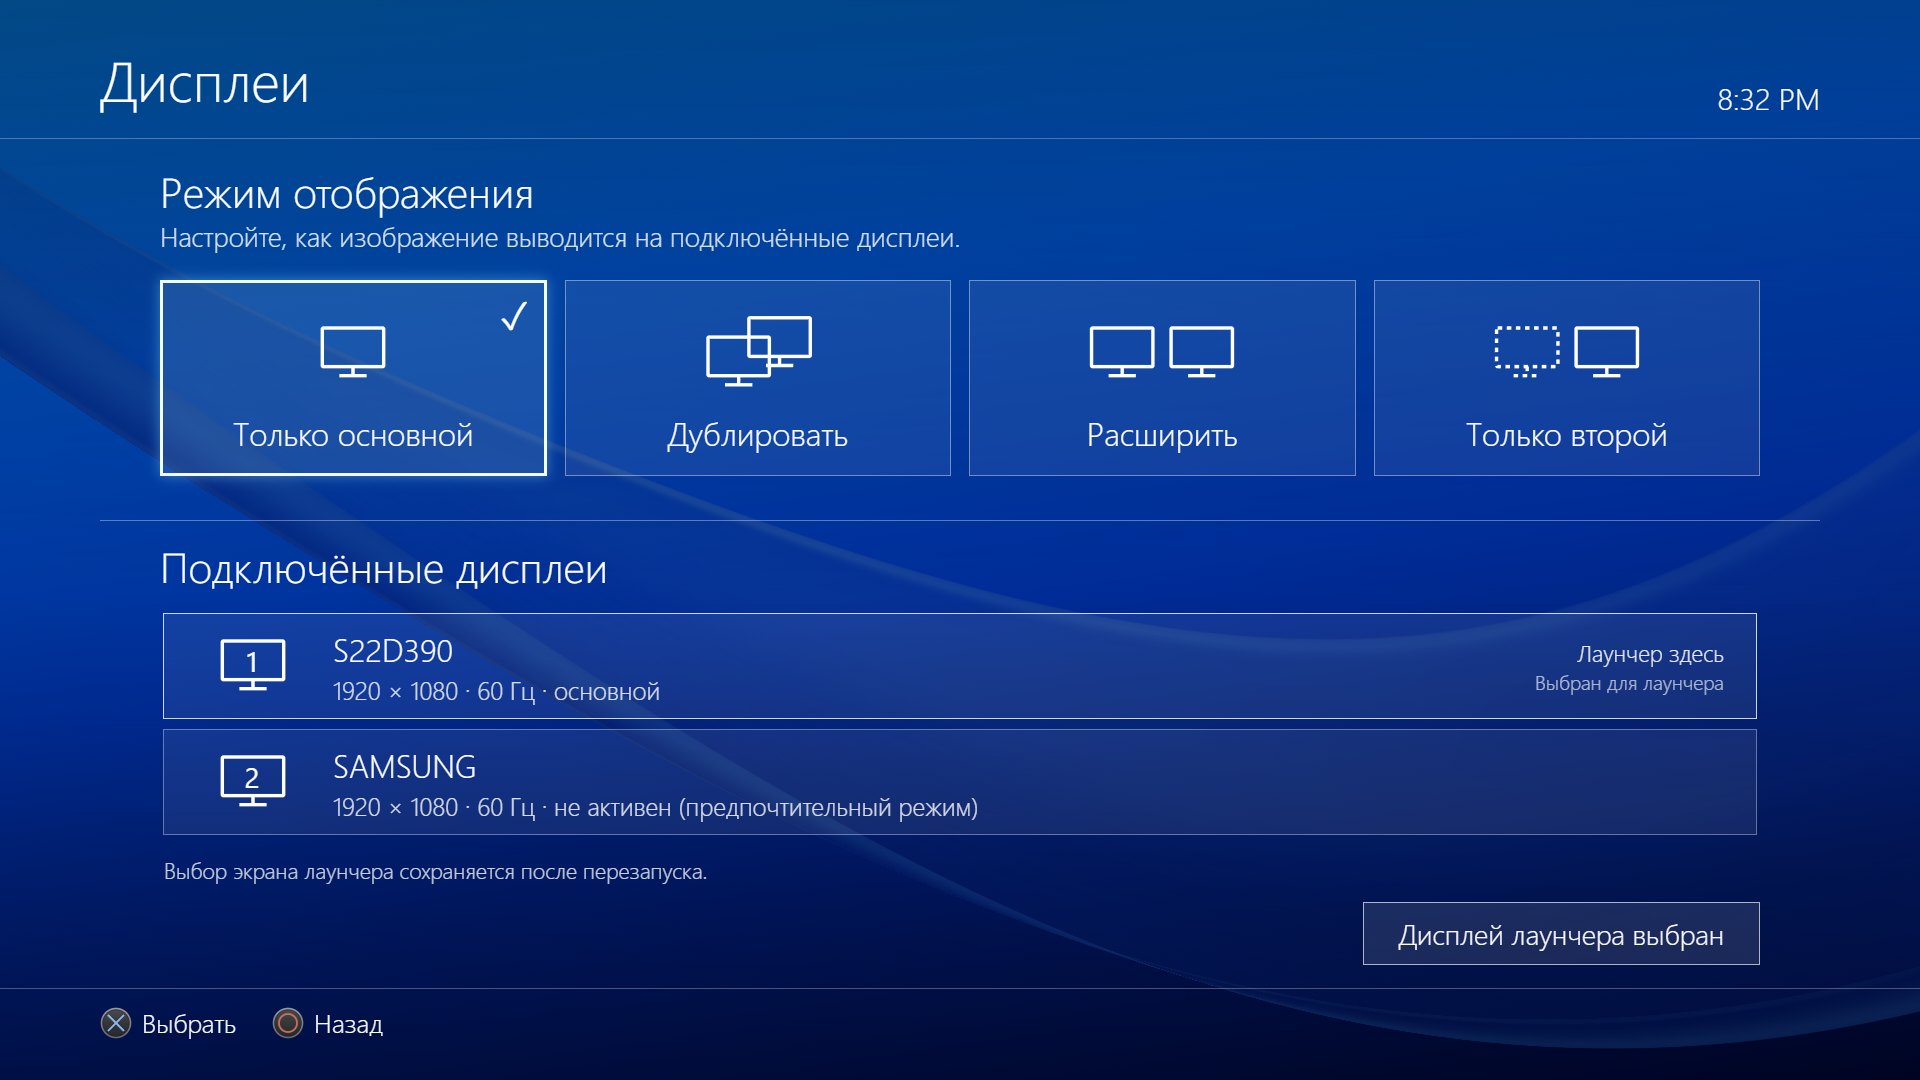 Дисплеи
8:32 PM
Режим отображения
Настройте, как изображение выводится на подключённые дисплеи.
Только основной
Дублировать
Расширить
Только второй
Подключённые дисплеи
1
S22D390
1920 × 1080 · 60 Гц · основной
Лаунчер здесь
Выбран для лаунчера
2
SAMSUNG
1920 × 1080 · 60 Гц · не активен (предпочтительный режим)
Выбор экрана лаунчера сохраняется после перезапуска.
Дисплей лаунчера выбран
Выбрать
Назад